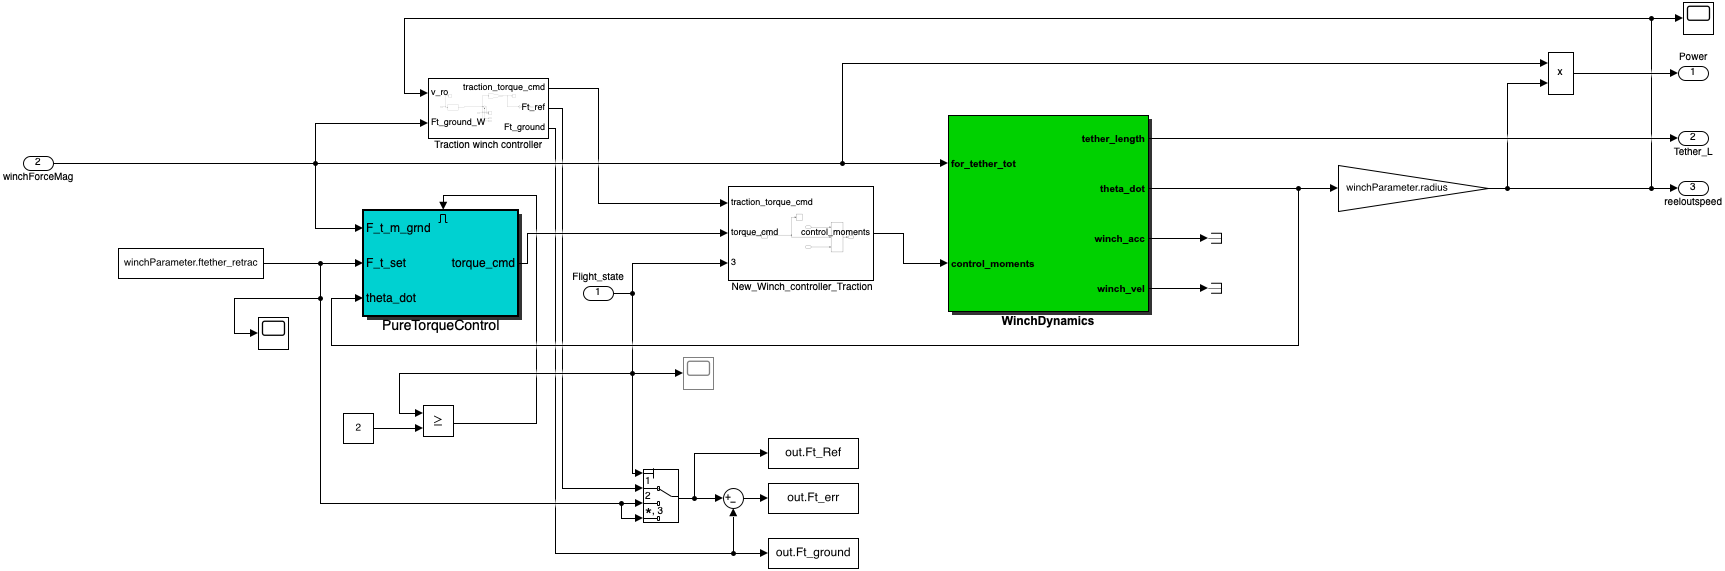 Power
1
x
v_ro
traction_torque_cmd
Ft_ref
Ft_ground_W
Ft_ground
Traction winch controller
2
winchForceMag
tether_length
2
Tether_L
for_tether_tot
theta_dot
winchParameter.radius
3
reeloutspeed
traction_torque_cmd
torque_cmd
control_moments
3
New_Winch_controller_Traction
F_t_m_grnd
winchParameter.ftether_retrac
F_t_set
torque_cmd
theta_dot
PureTorqueControl
Flight_state
1
winch_acc
control_moments
winch_vel
WinchDynamics
2
≥
out.Ft_Ref
1
2
*, 3
+
−
out.Ft_err
out.Ft_ground